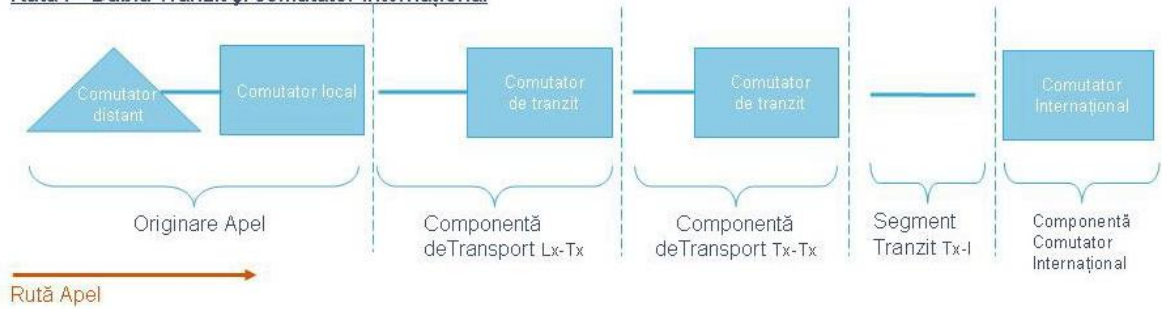 Comutator
distant
Comutator local
Comutator
de tranzit
Comutator
de tranzit
Comutator
Internațional
Originare Apel
Componentă
deTransport Lx-Tx
Componentă
deTransport Tx-Tx
Segment
Tranzit Tx-I
Componentă
Comutator
Internațional
Rută Apel